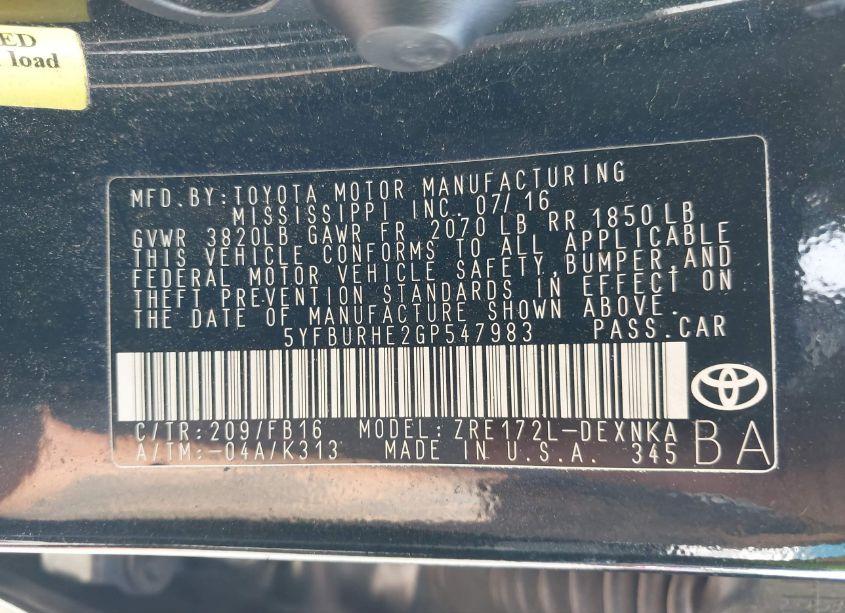 ED
load
MFD.BY:TOYOTA MOTOR MANUFACTURING
MISSISSIPPI INC. 07/16
GVWR 3820LB GAWR FR 2070 LB RR 1850 LB
THIS VEHICLE CONFORMS TO ALL APPLICABLE
FEDERAL MOTOR VEHICLE SAFETY,BUMPER,AND
THEFT PREVENTION STANDARDS IN EFFECT ON
THE DATE OF MANUFACTURE SHOWN ABOVE.
5YFBURHE2GP547983 PASS.CAR
C/TR:209/FB16 MODEL: ZRE172L-DEXNKA
A/TM:-04A/K313 MADE IN U.S.A. 345 BA